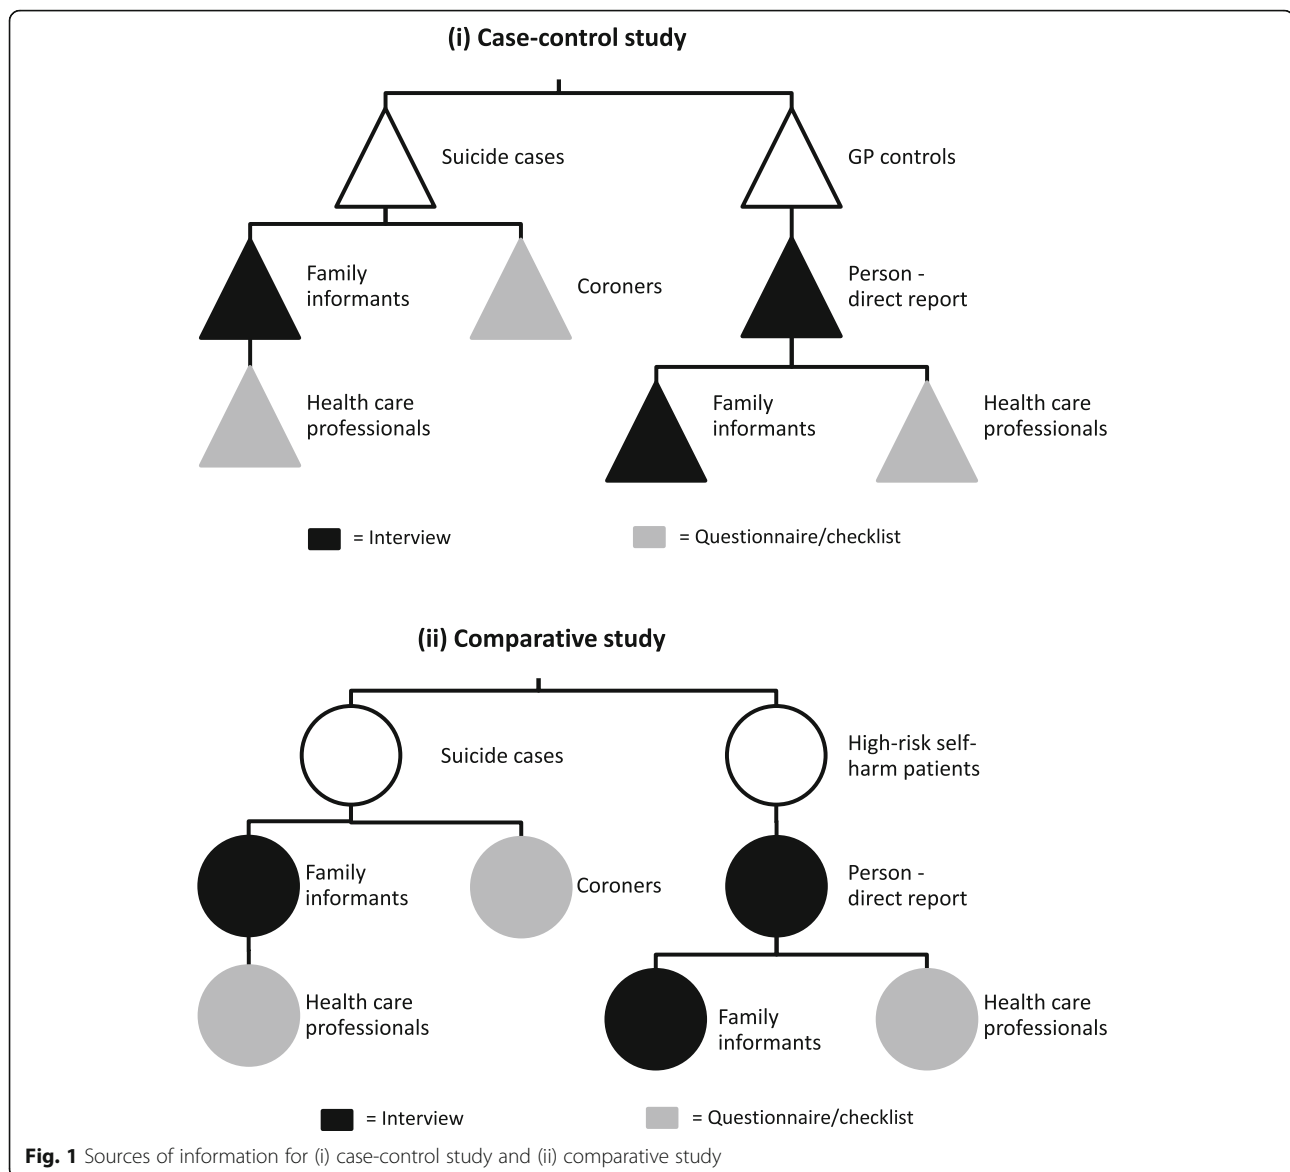 (i) Case-control study
Suicide cases
GP controls
Family
informants
Coroners
Person -
direct report
Health care
professionals
Family
informants
Health care
professionals
= Interview
= Questionnaire/checklist
(ii) Comparative study
Suicide cases
High-risk self-
harm patients
Family
informants
Coroners
Person -
direct report
Health care
professionals
Family
informants
Health care
professionals
= Interview
= Questionnaire/checklist
Fig. 1 Sources of information for (i) case-control study and (ii) comparative study